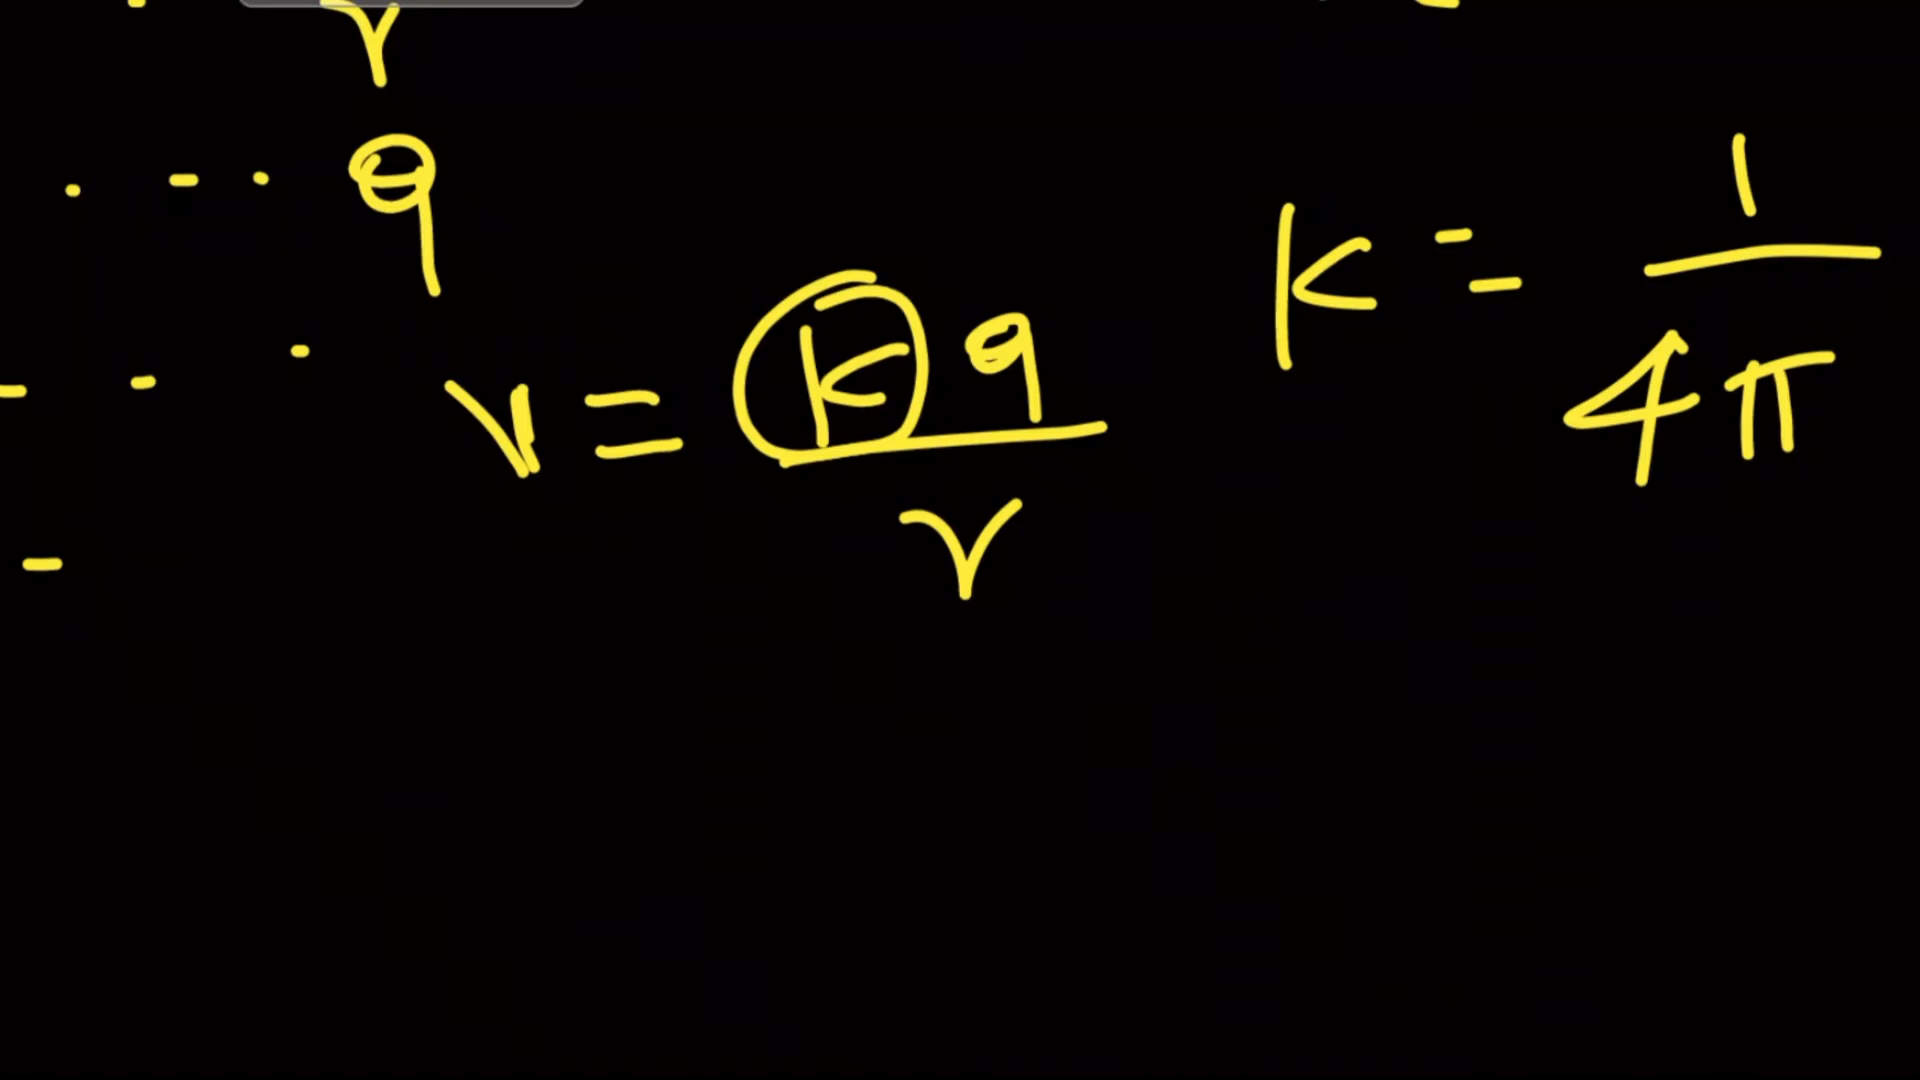 r
q
V = Kq / r
K = 1 / 4π